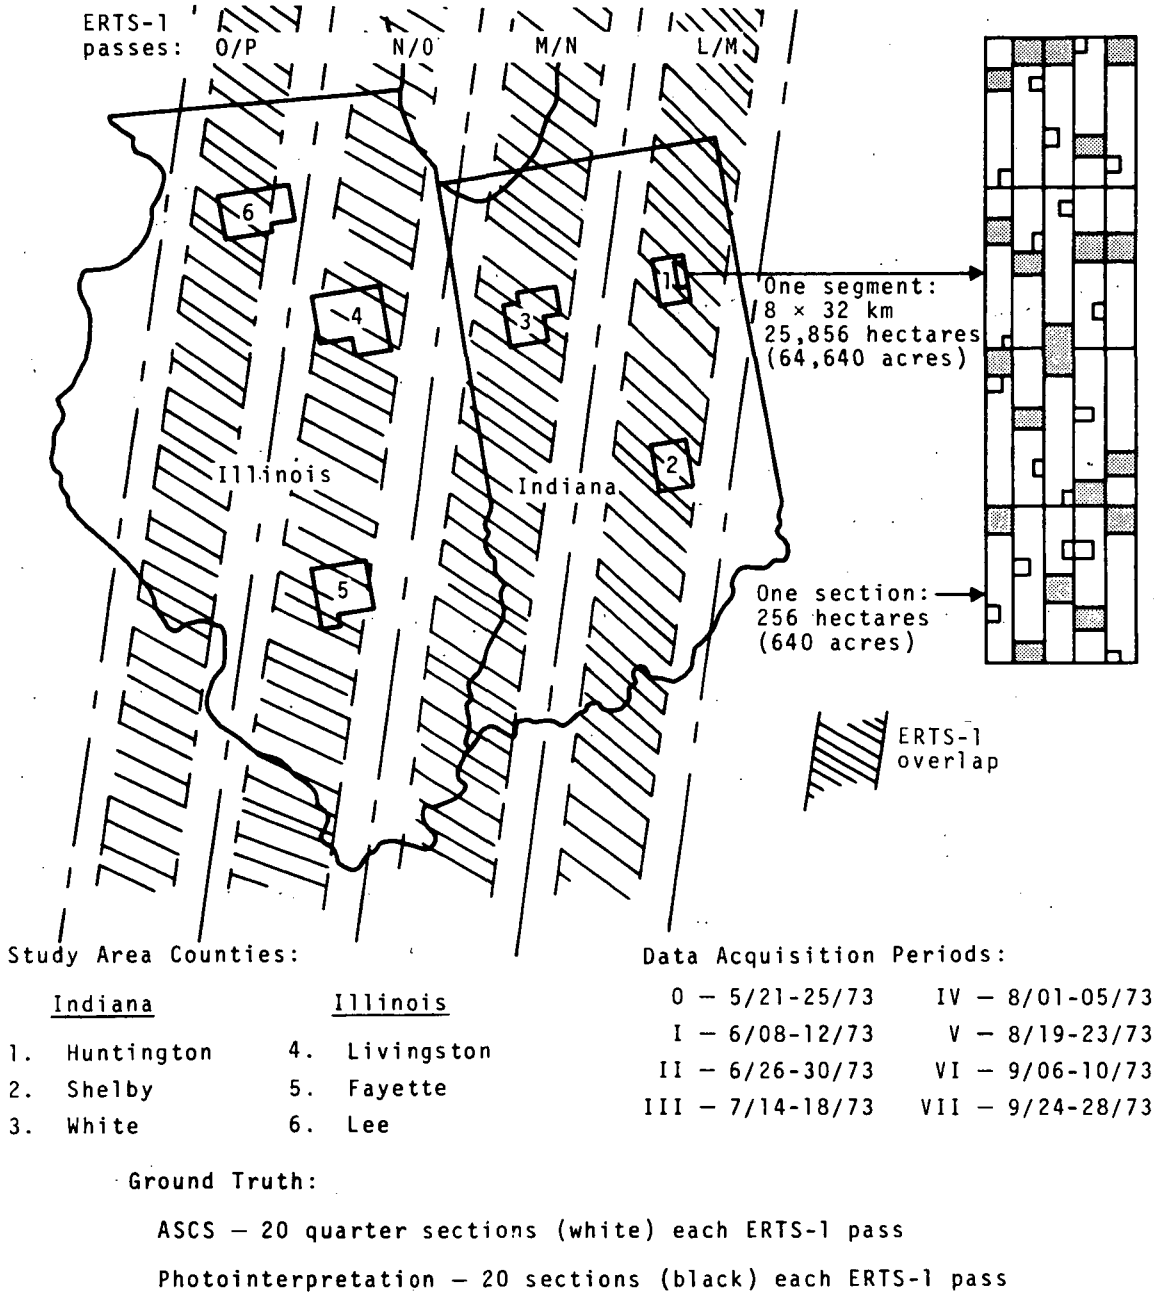 ERTS-1
passes: O/P N/O M/N L/M
6
4
3
1
One segment:
8 × 32 km
25,856 hectares
(64,640 acres)
2
Illinois
Indiana
5
One section:
256 hectares
(640 acres)
ERTS-1
overlap
Study Area Counties:
Indiana Illinois
1. Huntington 4. Livingston
2. Shelby 5. Fayette
3. White 6. Lee
Data Acquisition Periods:
0 — 5/21-25/73 IV — 8/01-05/73
I — 6/08-12/73 V — 8/19-23/73
II — 6/26-30/73 VI — 9/06-10/73
III — 7/14-18/73 VII — 9/24-28/73
Ground Truth:
ASCS — 20 quarter sections (white) each ERTS-1 pass
Photointerpretation — 20 sections (black) each ERTS-1 pass